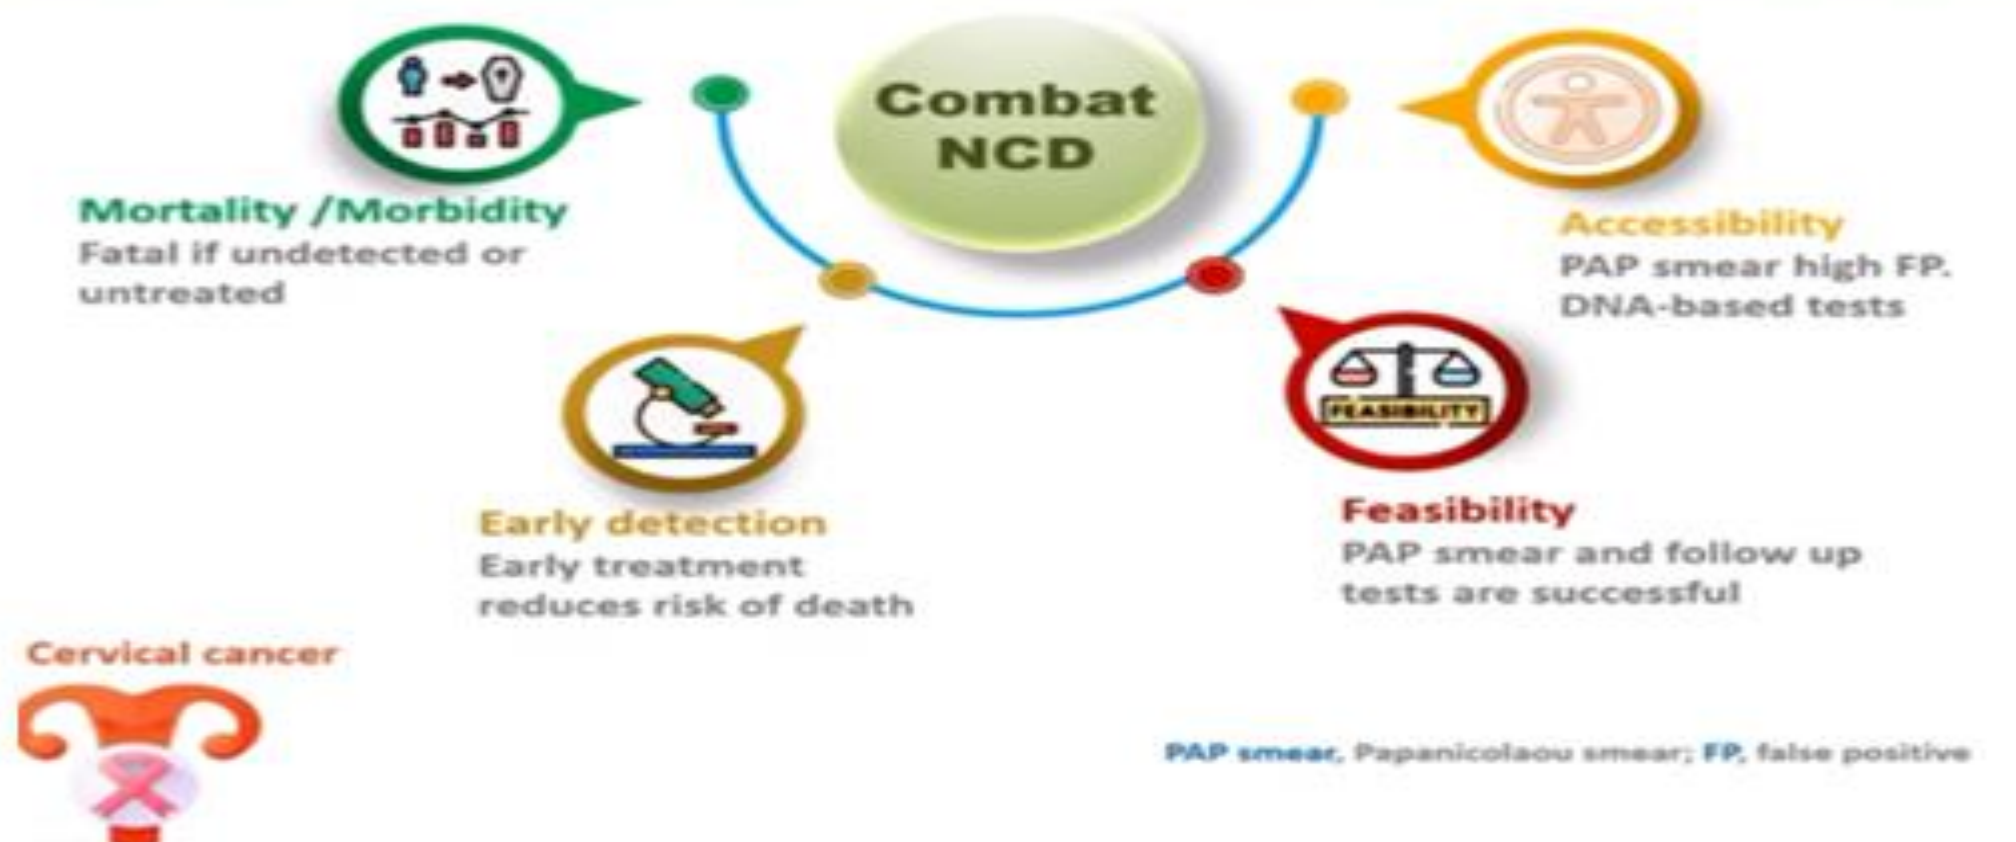 Combat
NCD
Mortality /Morbidity
Fatal if undetected or
untreated
Accessibility
PAP smear high FP.
DNA-based tests
FEASIBILITY
Early detection
Early treatment
reduces risk of death
Feasibility
PAP smear and follow up
tests are successful
Cervical cancer
PAP smear, Papanicolaou smear; FP, false positive